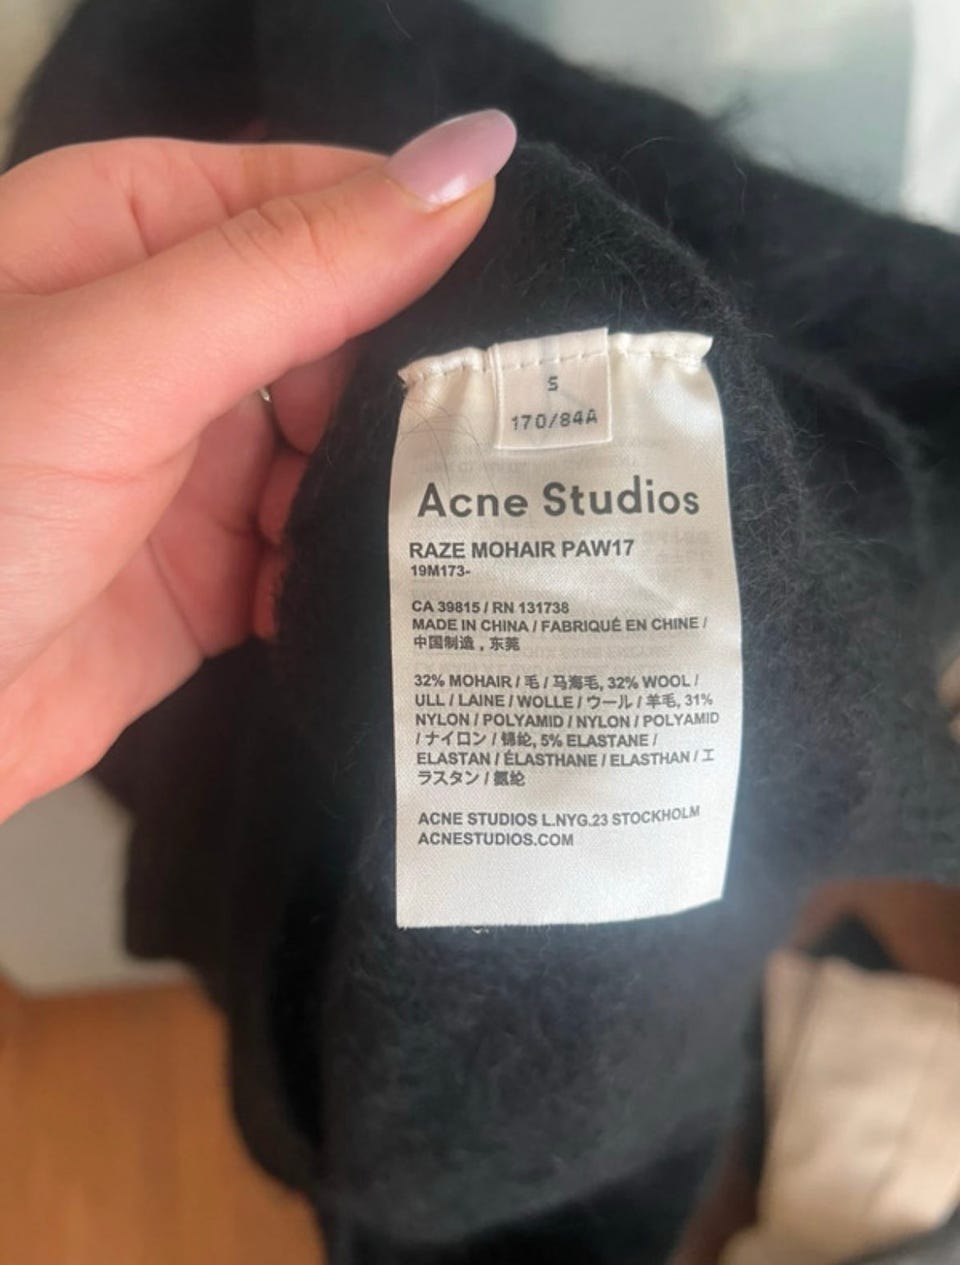 S
170/84A
Acne Studios
RAZE MOHAIR PAW17
19M173-
CA 39815 / RN 131738
MADE IN CHINA / FABRIQUÉ EN CHINE /
中国制造，东莞
32% MOHAIR / 毛 / 马海毛, 32% WOOL /
ULL / LAINE / WOLLE / ウール / 羊毛, 31%
NYLON / POLYAMID / NYLON / POLYAMID
/ ナイロン / 锦纶, 5% ELASTANE /
ELASTAN / ÉLASTHANE / ELASTHAN / エ
ラスタン / 氨纶
ACNE STUDIOS L.NYG.23 STOCKHOLM
ACNESTUDIOS.COM